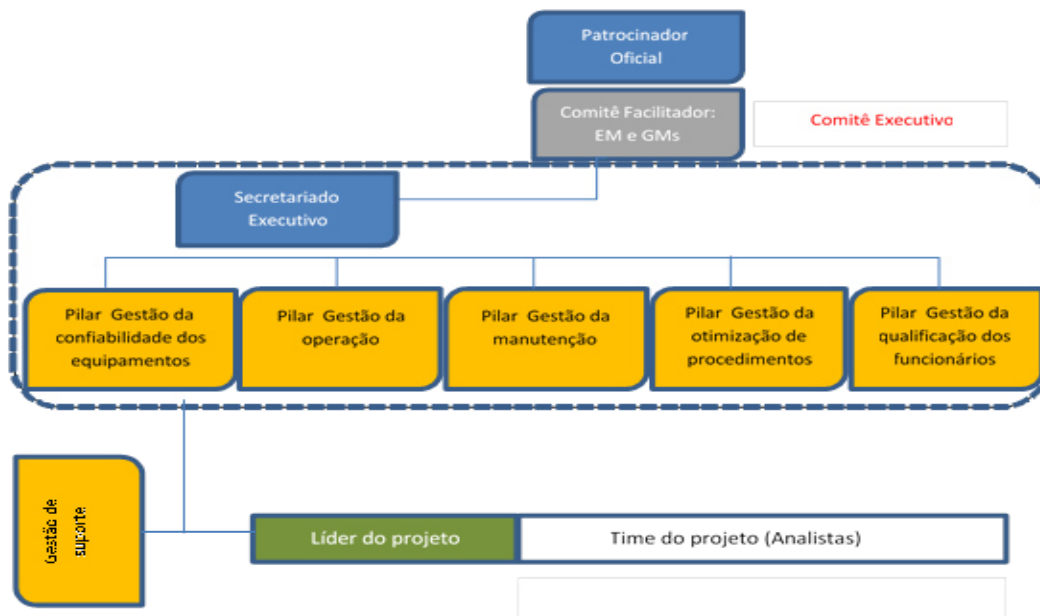 Patrocinador
Oficial
Comitê Facilitador:
EM e GMs
Comitê Executivo
Secretariado
Executivo
Pilar Gestão da
confiabilidade dos
equipamentos
Pilar Gestão da
operação
Pilar Gestão da
manutenção
Pilar Gestão da
otimização de
procedimentos
Pilar Gestão da
qualificação dos
funcionários
Gestão de
suporte
Líder do projeto
Time do projeto (Analistas)